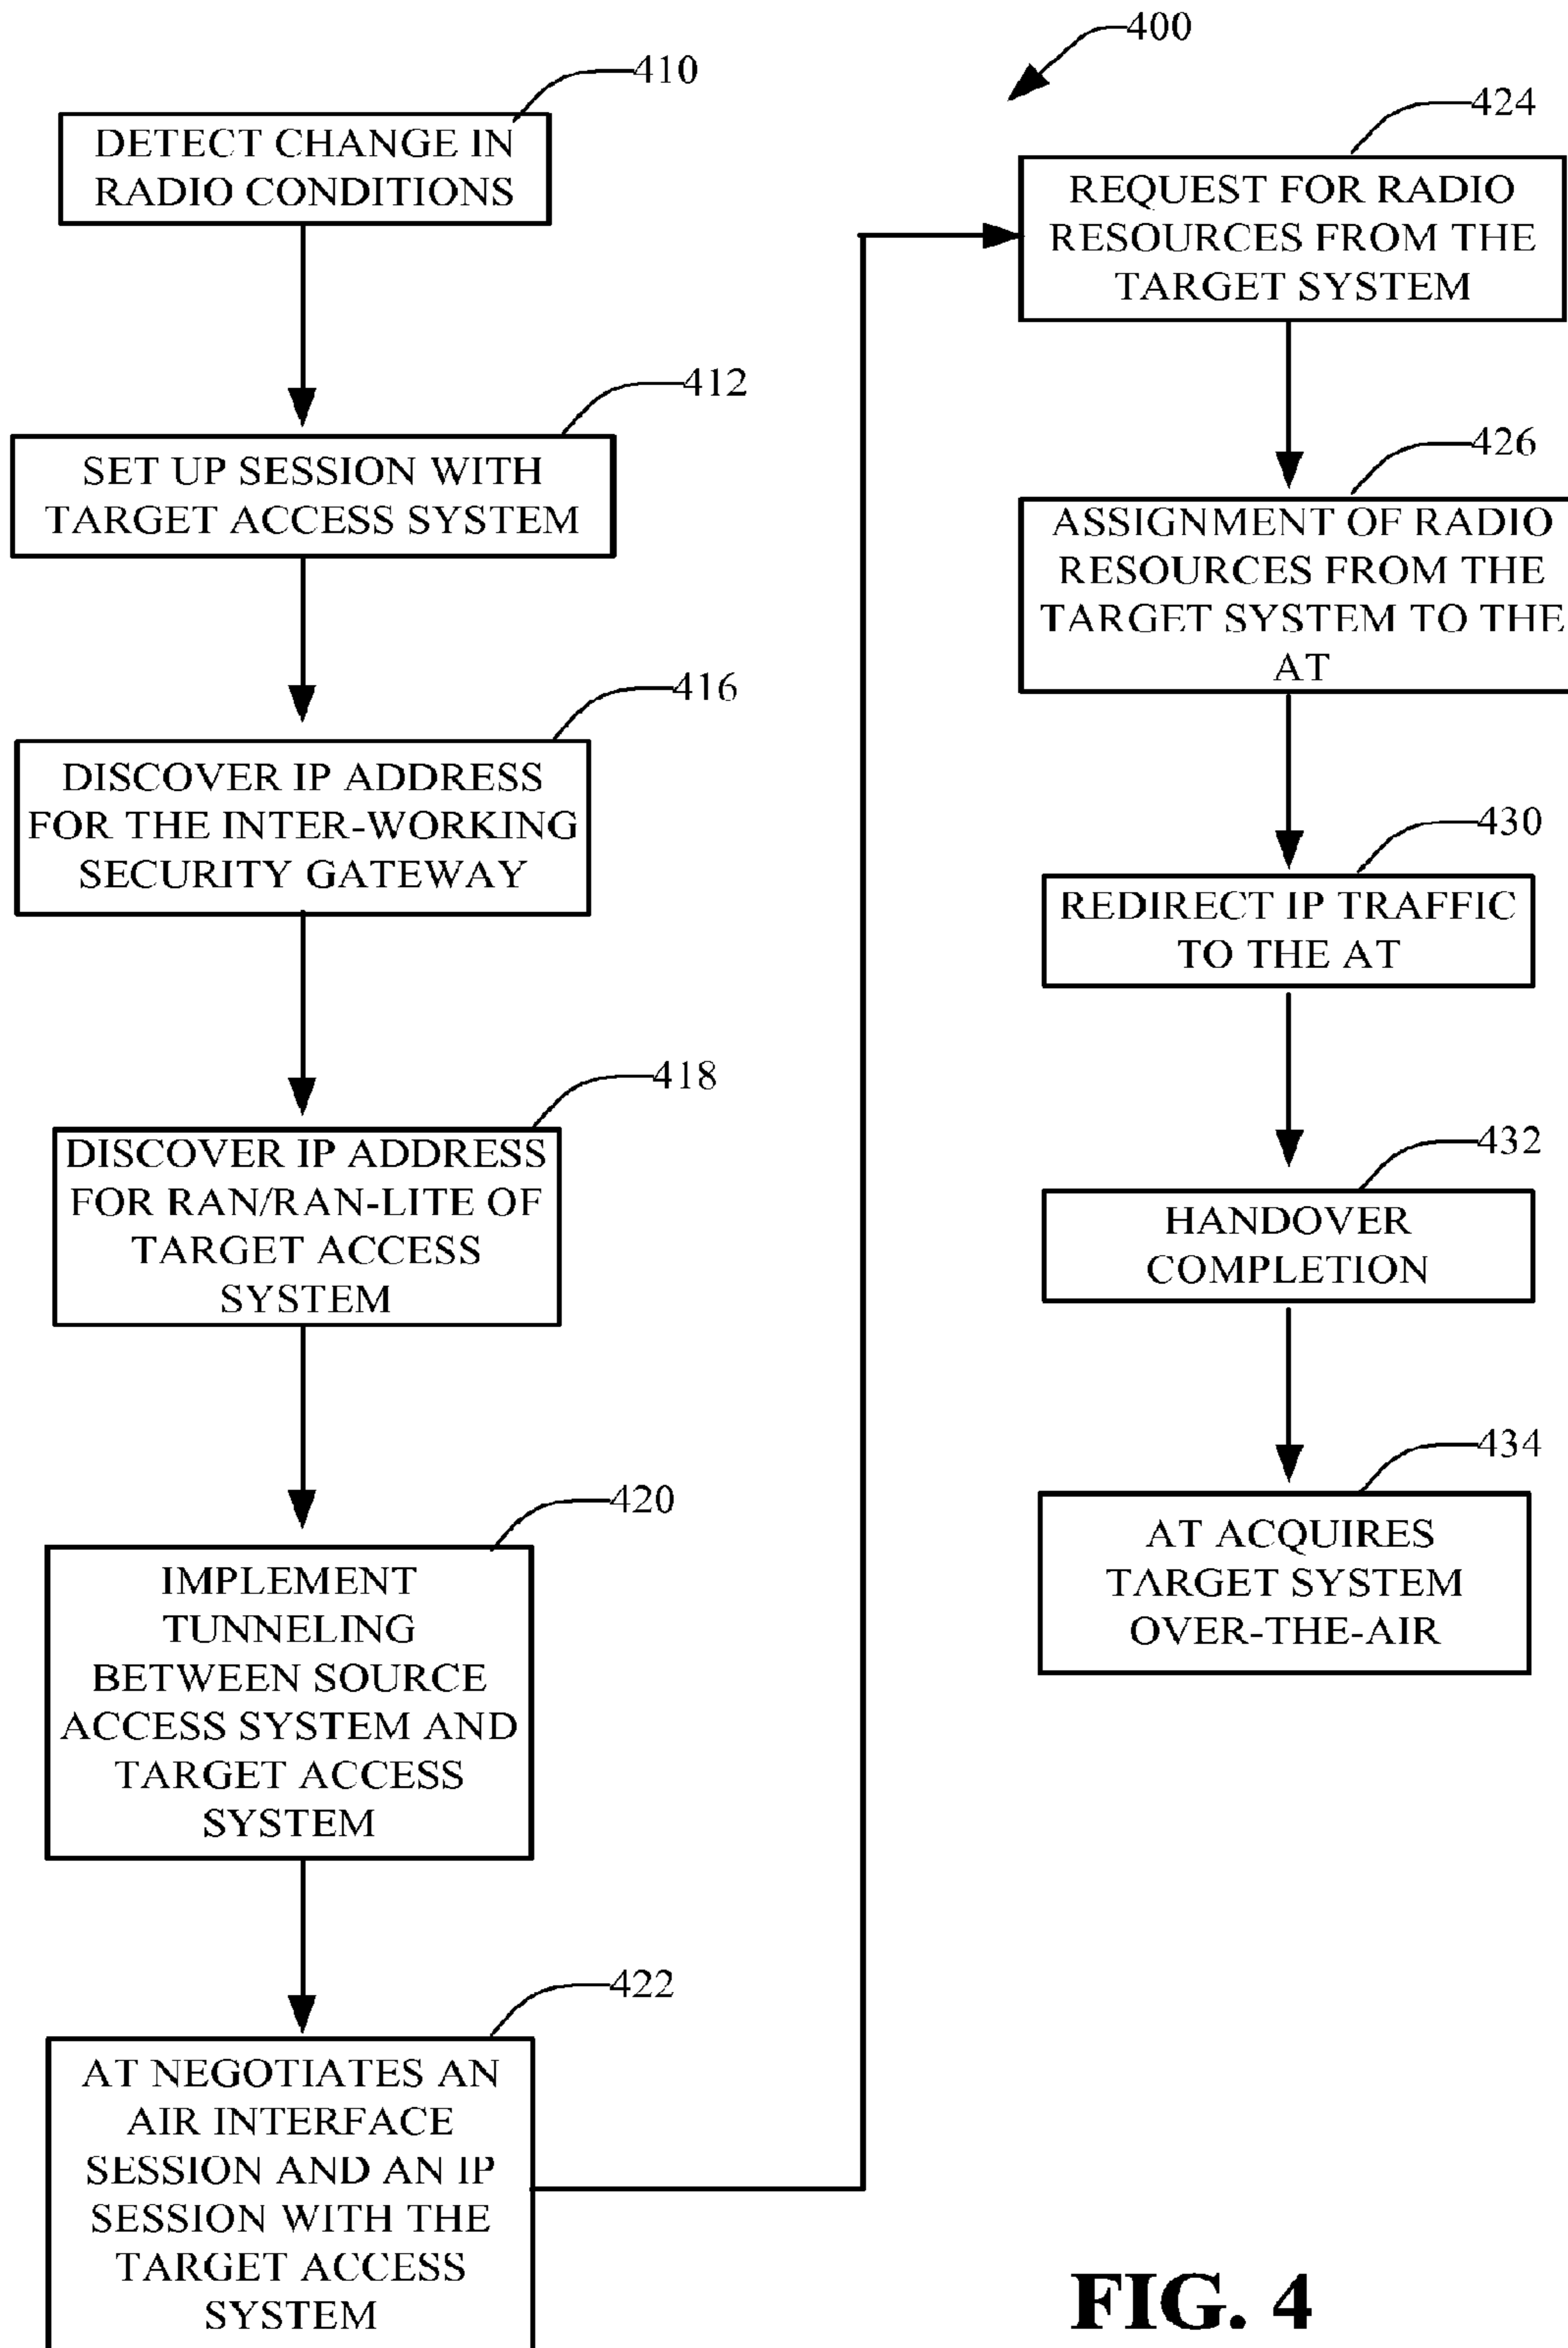 400
410
DETECT CHANGE IN
RADIO CONDITIONS
412
SET UP SESSION WITH
TARGET ACCESS SYSTEM
416
DISCOVER IP ADDRESS
FOR THE INTER-WORKING
SECURITY GATEWAY
418
DISCOVER IP ADDRESS
FOR RAN/RAN-LITE OF
TARGET ACCESS
SYSTEM
420
IMPLEMENT
TUNNELING
BETWEEN SOURCE
ACCESS SYSTEM AND
TARGET ACCESS
SYSTEM
422
AT NEGOTIATES AN
AIR INTERFACE
SESSION AND AN IP
SESSION WITH THE
TARGET ACCESS
SYSTEM
424
REQUEST FOR RADIO
RESOURCES FROM THE
TARGET SYSTEM
426
ASSIGNMENT OF RADIO
RESOURCES FROM THE
TARGET SYSTEM TO THE
AT
430
REDIRECT IP TRAFFIC
TO THE AT
432
HANDOVER
COMPLETION
434
AT ACQUIRES
TARGET SYSTEM
OVER-THE-AIR
FIG. 4